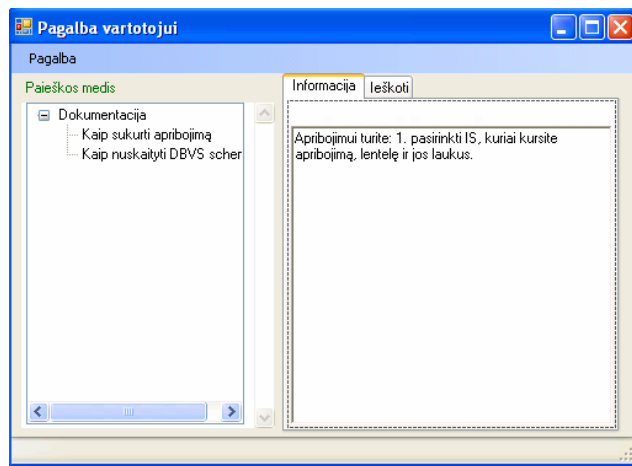 Pagalba vartotojui
Pagalba
Paieškos medis
Informacija
Ieškoti
Dokumentacija
Kaip sukurti apribojimą
Kaip nuskaityti DBVS scher
Apribojimui turite: 1. pasirinkti IS, kuriai kursite
apribojimą, lentelę ir jos laukus.